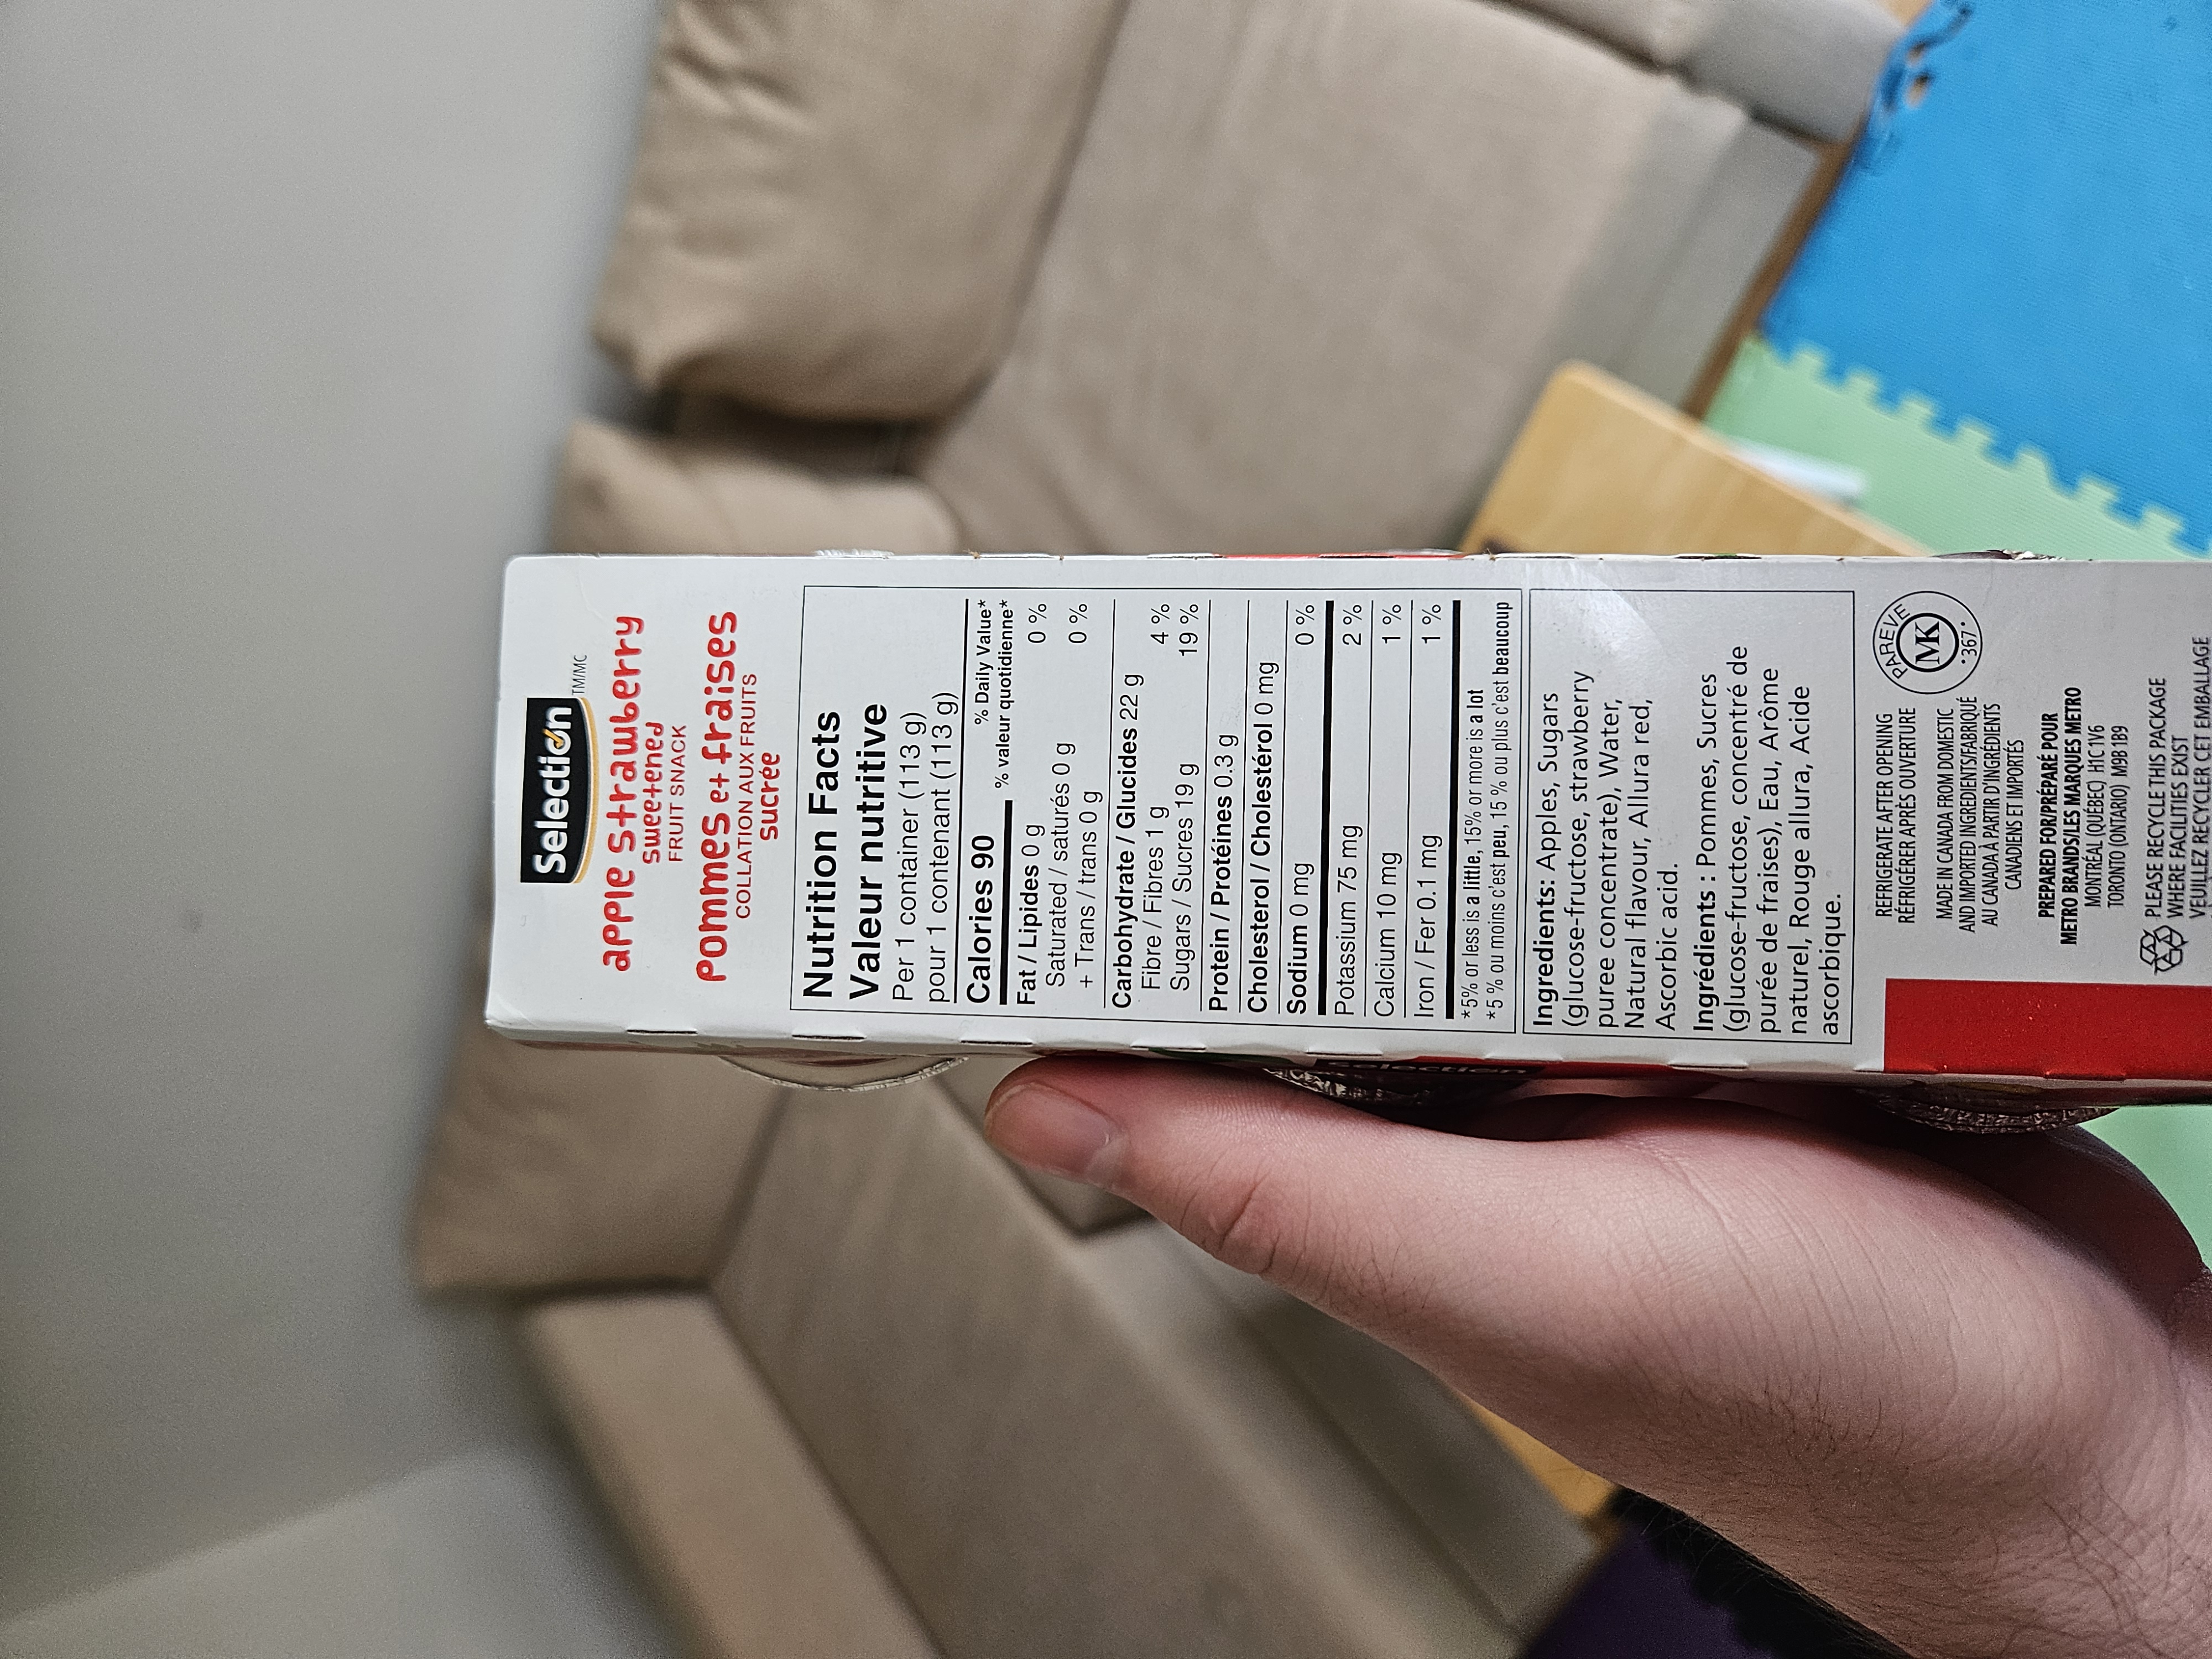 Selection
TM/MC
apple strawberry
sweetened
FRUIT SNACK
pommes et fraises
COLLATION AUX FRUITS
sucrée
Nutrition Facts
Valeur nutritive
Per 1 container (113 g)
pour 1 contenant (113 g)
Calories 90
% Daily Value*
% valeur quotidienne*
Fat / Lipides 0 g 0 %
Saturated / saturés 0 g
+ Trans / trans 0 g 0 %
Carbohydrate / Glucides 22 g
Fibre / Fibres 1 g 4 %
Sugars / Sucres 19 g 19 %
Protein / Protéines 0.3 g
Cholesterol / Cholestérol 0 mg
Sodium 0 mg 0 %
Potassium 75 mg 2 %
Calcium 10 mg 1 %
Iron / Fer 0.1 mg 1 %
*5% or less is a little, 15% or more is a lot
*5 % ou moins c'est peu, 15 % ou plus c'est beaucoup
Ingredients: Apples, Sugars
(glucose-fructose, strawberry
puree concentrate), Water,
Natural flavour, Allura red,
Ascorbic acid.
Ingrédients : Pommes, Sucres
(glucose-fructose, concentré de
purée de fraises), Eau, Arôme
naturel, Rouge allura, Acide
ascorbique.
REFRIGERATE AFTER OPENING
RÉFRIGÉRER APRÈS OUVERTURE
PAREVE
MK
•367•
MADE IN CANADA FROM DOMESTIC
AND IMPORTED INGREDIENTS/FABRIQUÉ
AU CANADA À PARTIR D'INGRÉDIENTS
CANADIENS ET IMPORTÉS
PREPARED FOR/PRÉPARÉ POUR
METRO BRANDS/LES MARQUES METRO
MONTRÉAL (QUÉBEC) H1C 1V6
TORONTO (ONTARIO) M9B 1B9
PLEASE RECYCLE THIS PACKAGE
WHERE FACILITIES EXIST
VEUILLEZ RECYCLER CET EMBALLAGE